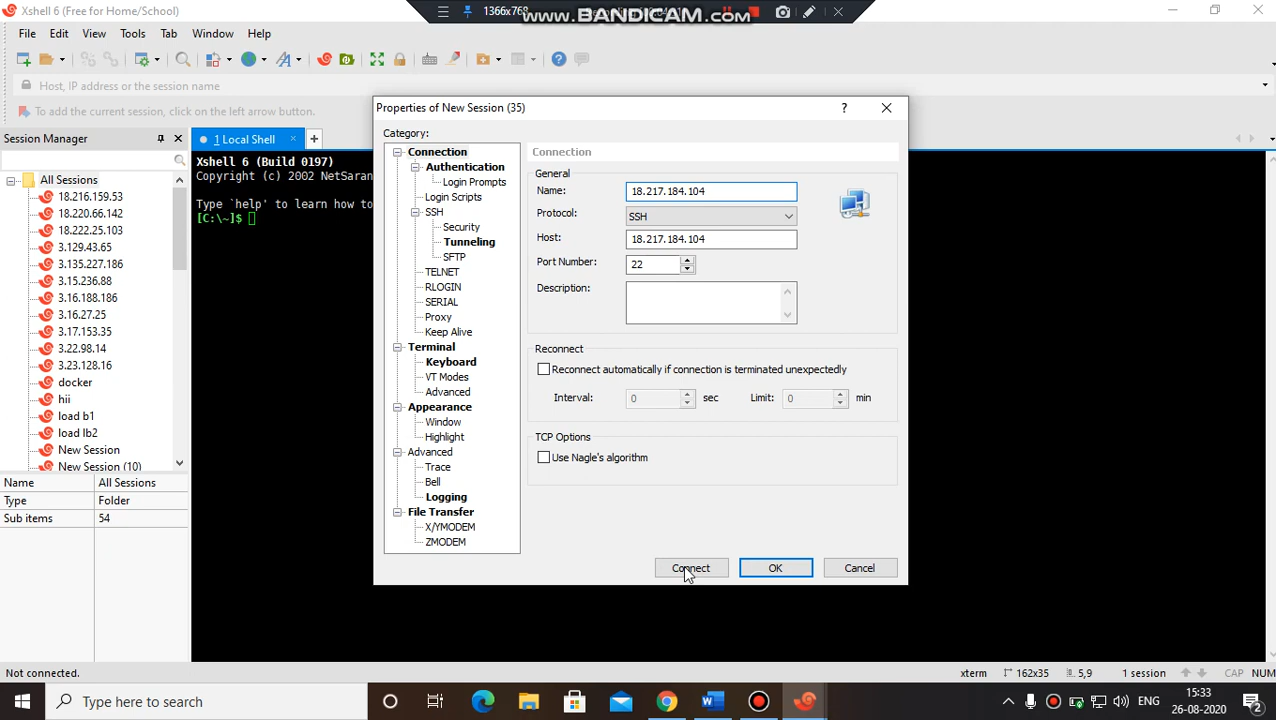 Xshell 6 (Free for Home/School)
1366x768
www.BANDICAM.com
File Edit View Tools Tab Window Help
Host, IP address or the session name
To add the current session, click on the left arrow button.
Session Manager
1 Local Shell
All Sessions
18.216.159.53
18.220.66.142
18.222.25.103
3.129.43.65
3.135.227.186
3.15.236.88
3.16.188.186
3.16.27.25
3.17.153.35
3.22.98.14
3.23.128.16
docker
hii
load b1
load lb2
New Session
New Session (10)
Name All Sessions
Type Folder
Sub items 54
Xshell 6 (Build 0197)
Copyright (c) 2002 NetSaran
Type `help' to learn how to
[C:\~]$
Properties of New Session (35)
Category:
Connection
Authentication
Login Prompts
Login Scripts
SSH
Security
Tunneling
SFTP
TELNET
RLOGIN
SERIAL
Proxy
Keep Alive
Terminal
Keyboard
VT Modes
Advanced
Appearance
Window
Highlight
Advanced
Trace
Bell
Logging
File Transfer
X/YMODEM
ZMODEM
Connection
General
Name: 18.217.184.104
Protocol: SSH
Host: 18.217.184.104
Port Number: 22
Description:
Reconnect
Reconnect automatically if connection is terminated unexpectedly
Interval: 0 sec Limit: 0 min
TCP Options
Use Nagle's algorithm
Connect OK Cancel
Not connected.
xterm 162x35 5,9 1 session CAP NUM
Type here to search
ENG
15:33
26-08-2020
2